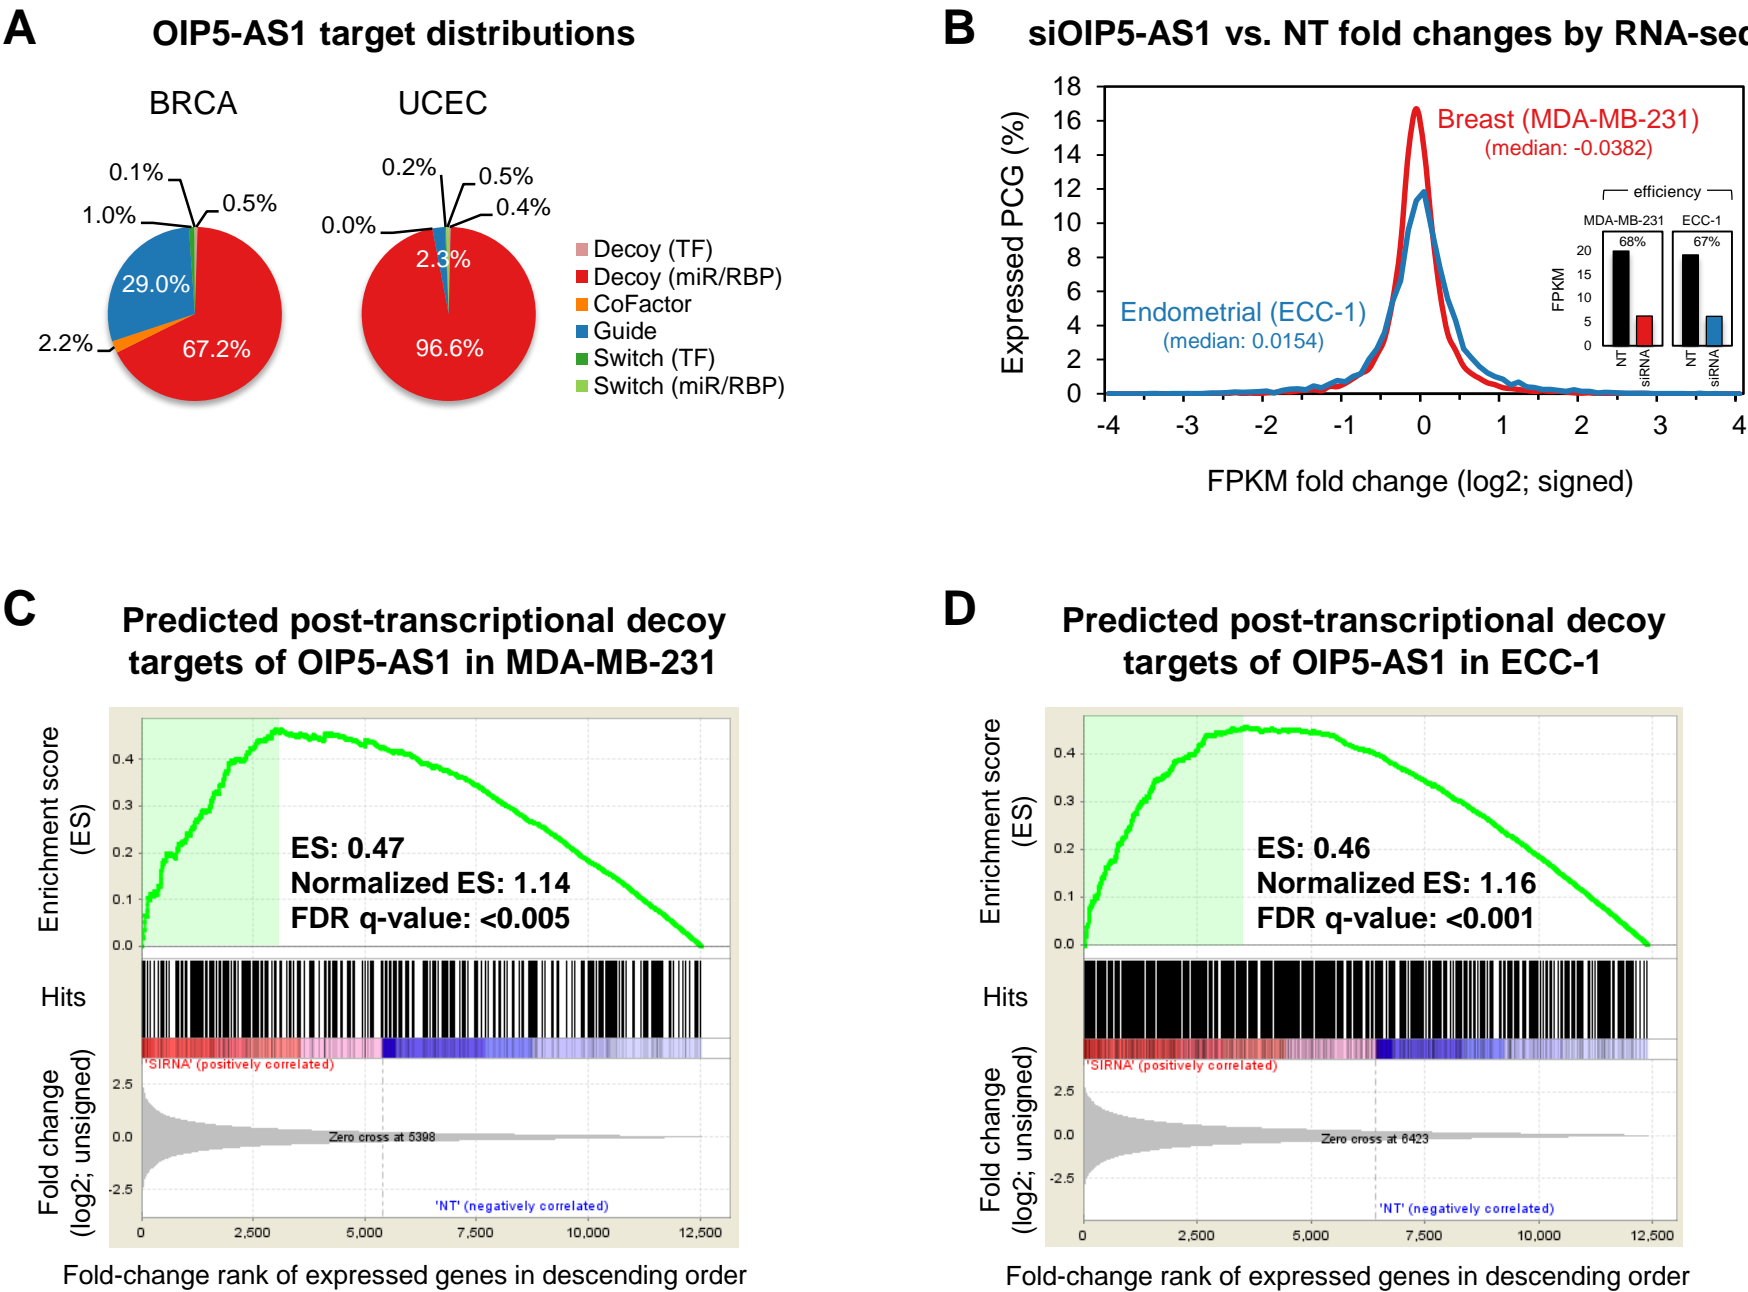 A
OIP5-AS1 target distributions
BRCA
UCEC
0.1%
1.0%
0.5%
29.0%
2.2%
67.2%
0.2%
0.5%
0.4%
0.0%
2.3%
96.6%
Decoy (TF)
Decoy (miR/RBP)
CoFactor
Guide
Switch (TF)
Switch (miR/RBP)
B
siOIP5-AS1 vs. NT fold changes by RNA-seq
Expressed PCG (%)
18
16
14
12
10
8
6
4
2
0
Breast (MDA-MB-231)
(median: -0.0382)
Endometrial (ECC-1)
(median: 0.0154)
efficiency
MDA-MB-231
ECC-1
68%
67%
FPKM
20
15
10
5
0
NT
siRNA
NT
siRNA
-4
-3
-2
-1
0
1
2
3
4
FPKM fold change (log2; signed)
C
Predicted post-transcriptional decoy
targets of OIP5-AS1 in MDA-MB-231
Enrichment score
(ES)
0.4
0.3
0.2
0.1
0.0
ES: 0.47
Normalized ES: 1.14
FDR q-value: <0.005
Hits
'SIRNA' (positively correlated)
Fold change
(log2; unsigned)
2.5
0.0
-2.5
Zero cross at 5398
'NT' (negatively correlated)
0
2,500
5,000
7,500
10,000
12,500
Fold-change rank of expressed genes in descending order
D
Predicted post-transcriptional decoy
targets of OIP5-AS1 in ECC-1
Enrichment score
(ES)
0.4
0.3
0.2
0.1
0.0
ES: 0.46
Normalized ES: 1.16
FDR q-value: <0.001
Hits
'SIRNA' (positively correlated)
Fold change
(log2; unsigned)
2.5
0.0
-2.5
Zero cross at 6423
'NT' (negatively correlated)
0
2,500
5,000
7,500
10,000
12,500
Fold-change rank of expressed genes in descending order